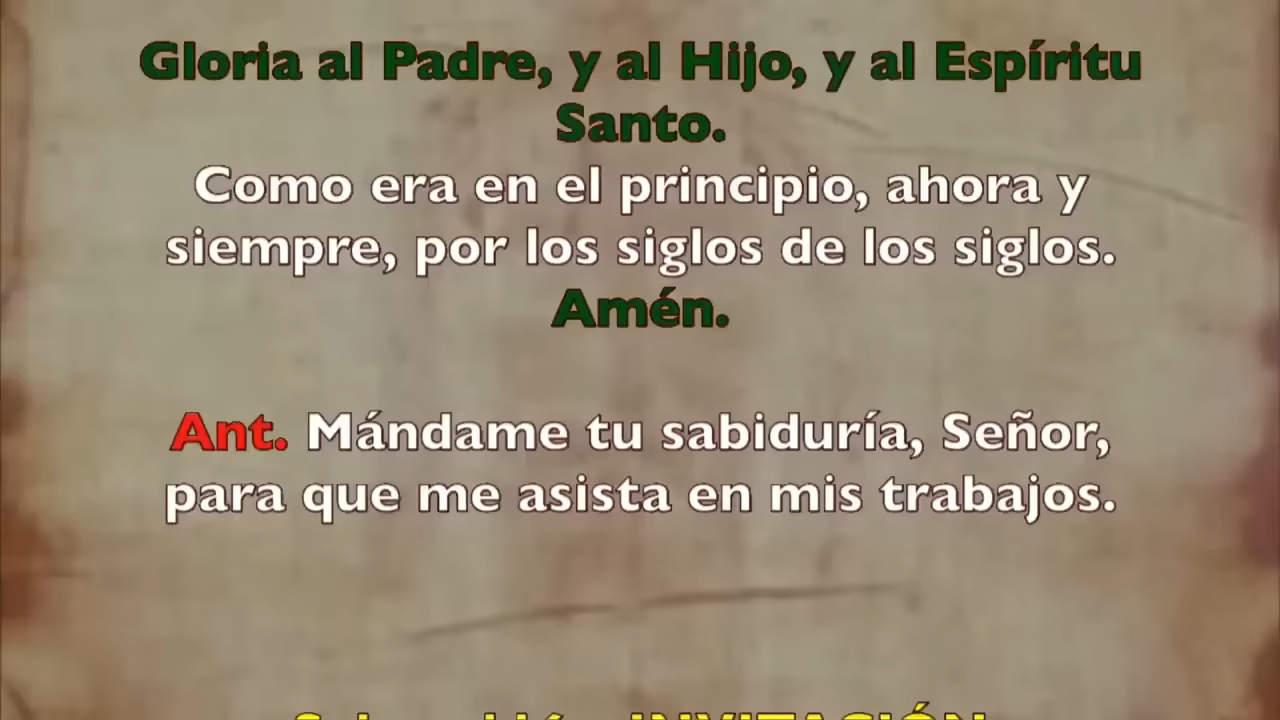 Gloria al Padre, y al Hijo, y al Espíritu
Santo.
Como era en el principio, ahora y
siempre, por los siglos de los siglos.
Amén.
Ant. Mándame tu sabiduría, Señor,
para que me asista en mis trabajos.
INVITACIÓN